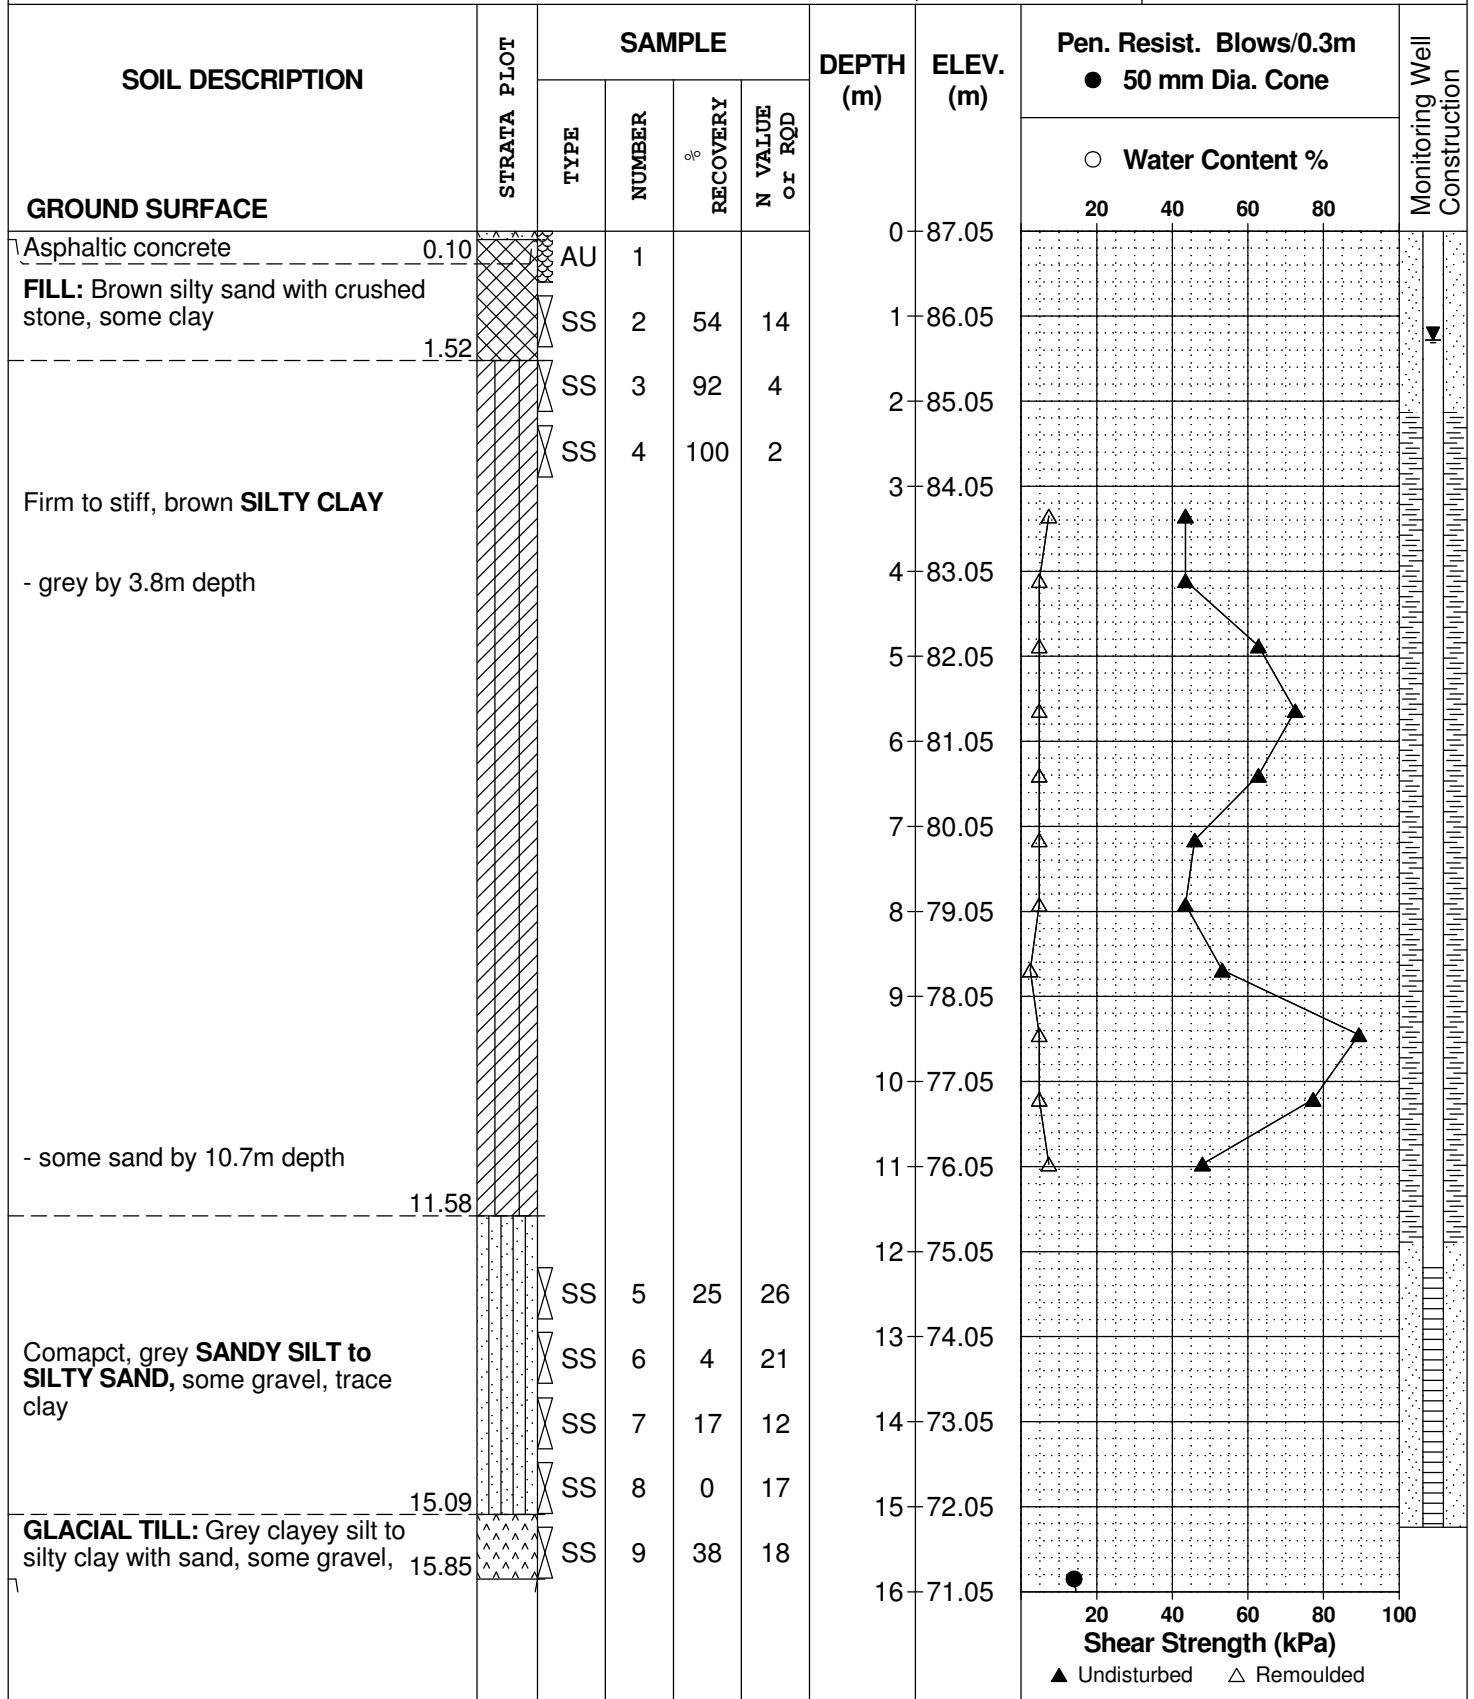 SOIL DESCRIPTION
GROUND SURFACE
STRATA PLOT
SAMPLE
TYPE
NUMBER
%
RECOVERY
N VALUE
or RQD
DEPTH
(m)
ELEV.
(m)
Pen. Resist. Blows/0.3m
● 50 mm Dia. Cone
○ Water Content %
20 40 60 80
Monitoring Well
Construction
0 87.05
Asphaltic concrete 0.10
AU 1
FILL: Brown silty sand with crushed
stone, some clay
1.52
SS 2 54 14
1 86.05
SS 3 92 4
2 85.05
SS 4 100 2
3 84.05
Firm to stiff, brown SILTY CLAY
4 83.05
- grey by 3.8m depth
5 82.05
6 81.05
7 80.05
8 79.05
9 78.05
10 77.05
- some sand by 10.7m depth
11 76.05
11.58
12 75.05
SS 5 25 26
13 74.05
Comapct, grey SANDY SILT to
SILTY SAND, some gravel, trace
clay
SS 6 4 21
SS 7 17 12
14 73.05
SS 8 0 17
15.09
15 72.05
GLACIAL TILL: Grey clayey silt to
silty clay with sand, some gravel, 15.85
SS 9 38 18
16 71.05
20 40 60 80 100
Shear Strength (kPa)
▲ Undisturbed △ Remoulded